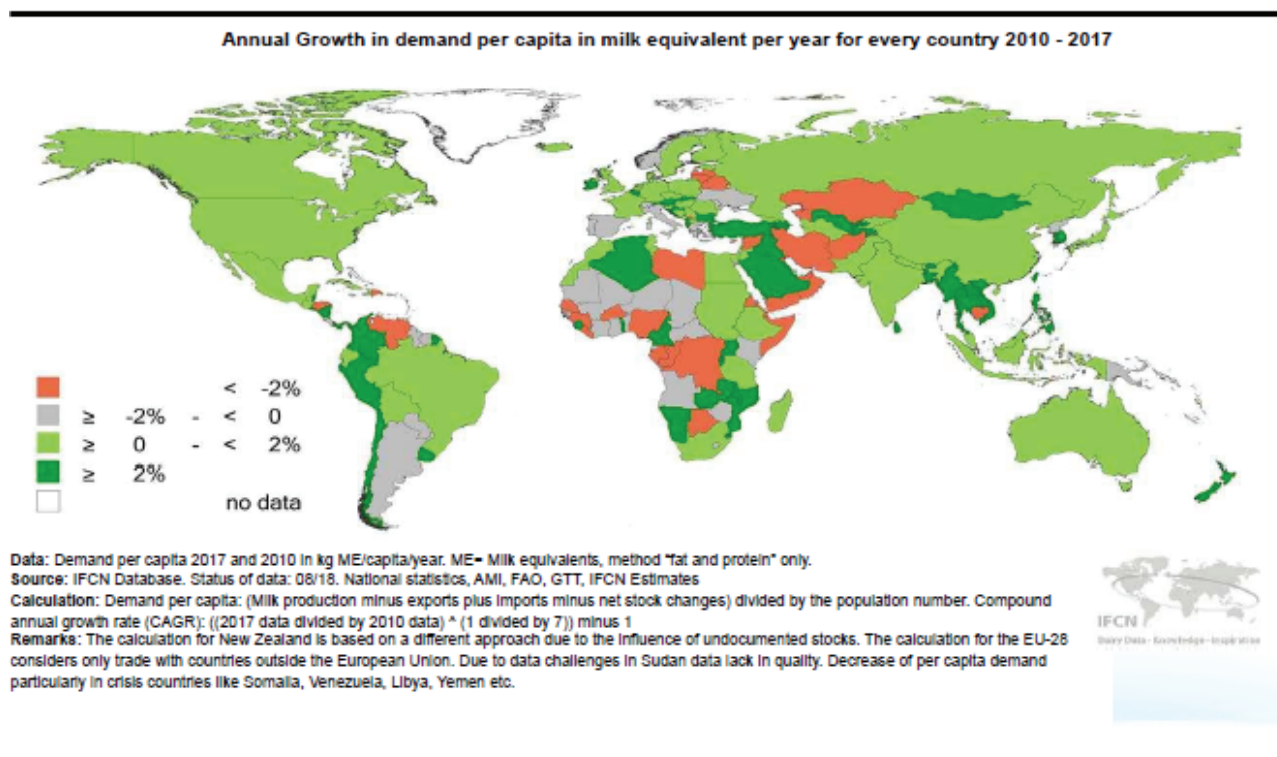 Annual Growth in demand per capita in milk equivalent per year for every country 2010 - 2017
< -2%
≥ -2% - < 0
≥ 0 - < 2%
≥ 2%
no data
Data: Demand per capita 2017 and 2010 in kg ME/capita/year. ME= Milk equivalents, method "fat and protein" only.
Source: IFCN Database. Status of data: 08/18. National statistics, AMI, FAO, GTT, IFCN Estimates
Calculation: Demand per capita: (Milk production minus exports plus imports minus net stock changes) divided by the population number. Compound
annual growth rate (CAGR): ((2017 data divided by 2010 data) ^ (1 divided by 7)) minus 1
Remarks: The calculation for New Zealand is based on a different approach due to the influence of undocumented stocks. The calculation for the EU-28
considers only trade with countries outside the European Union. Due to data challenges in Sudan data lack in quality. Decrease of per capita demand
particularly in crisis countries like Somalia, Venezuela, Libya, Yemen etc.
IFCN
Dairy Data - Knowledge - Inspiration